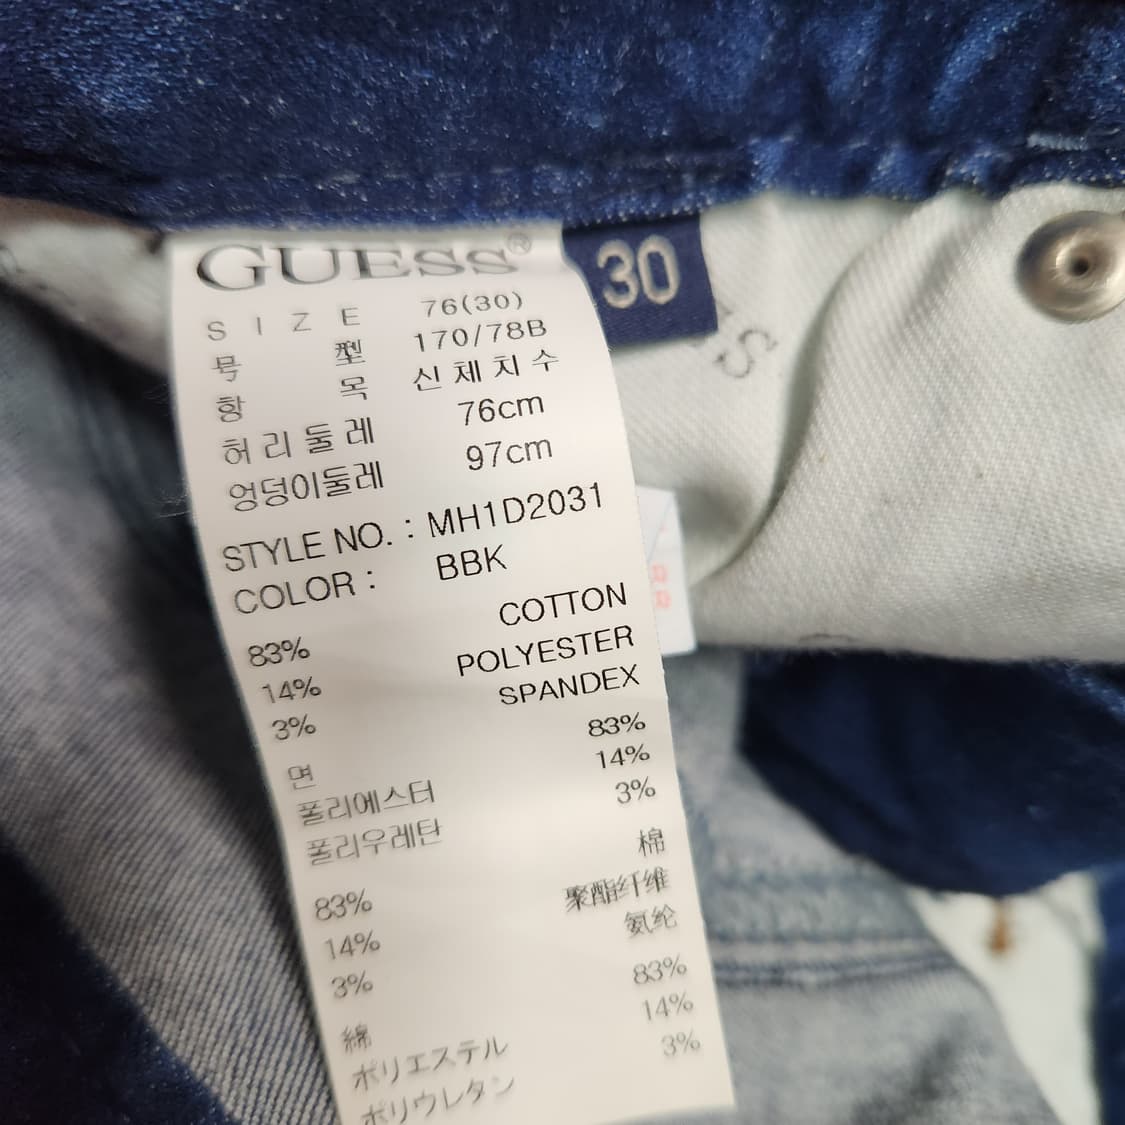 GUESS®
30
S I Z E 76(30)
号 型 170/78B
항 목 신체치수
허리둘레 76cm
엉덩이둘레 97cm
STYLE NO. : MH1D2031
COLOR : BBK
83% COTTON
14% POLYESTER
3% SPANDEX
면 83%
폴리에스터 14%
폴리우레탄 3%
83% 棉
14% 聚酯纤维
3% 氨纶
綿 83%
ポリエステル 14%
ポリウレタン 3%